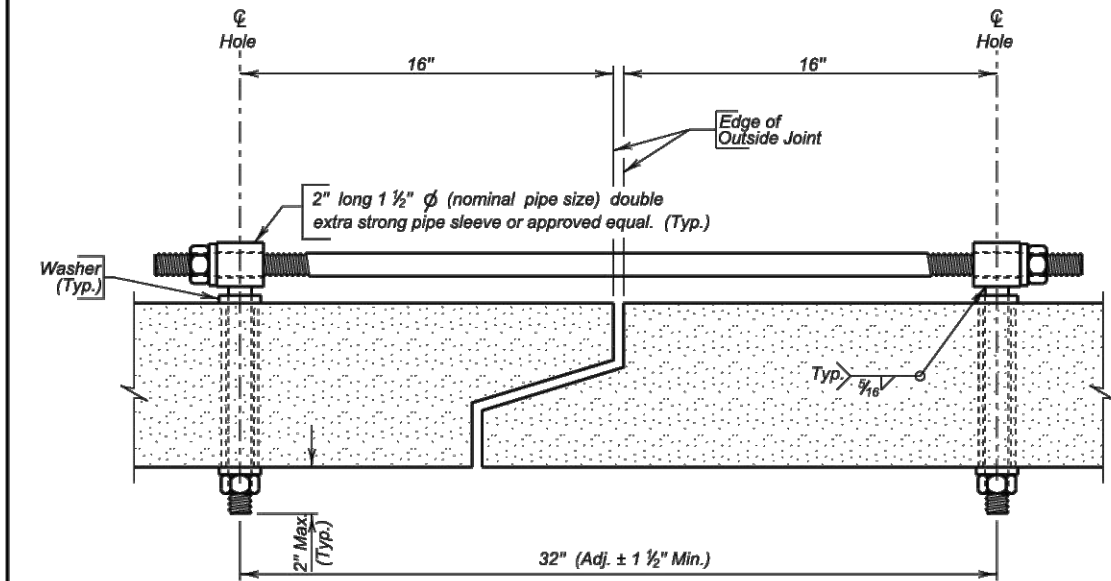 ℄
Hole
℄
Hole
16"
16"
Edge of
Outside Joint
2" long 1 ½" Ø (nominal pipe size) double
extra strong pipe sleeve or approved equal. (Typ.)
Washer
(Typ.)
Typ.
5/16
2" Max.
(Typ.)
32" (Adj. ± 1 ½" Min.)